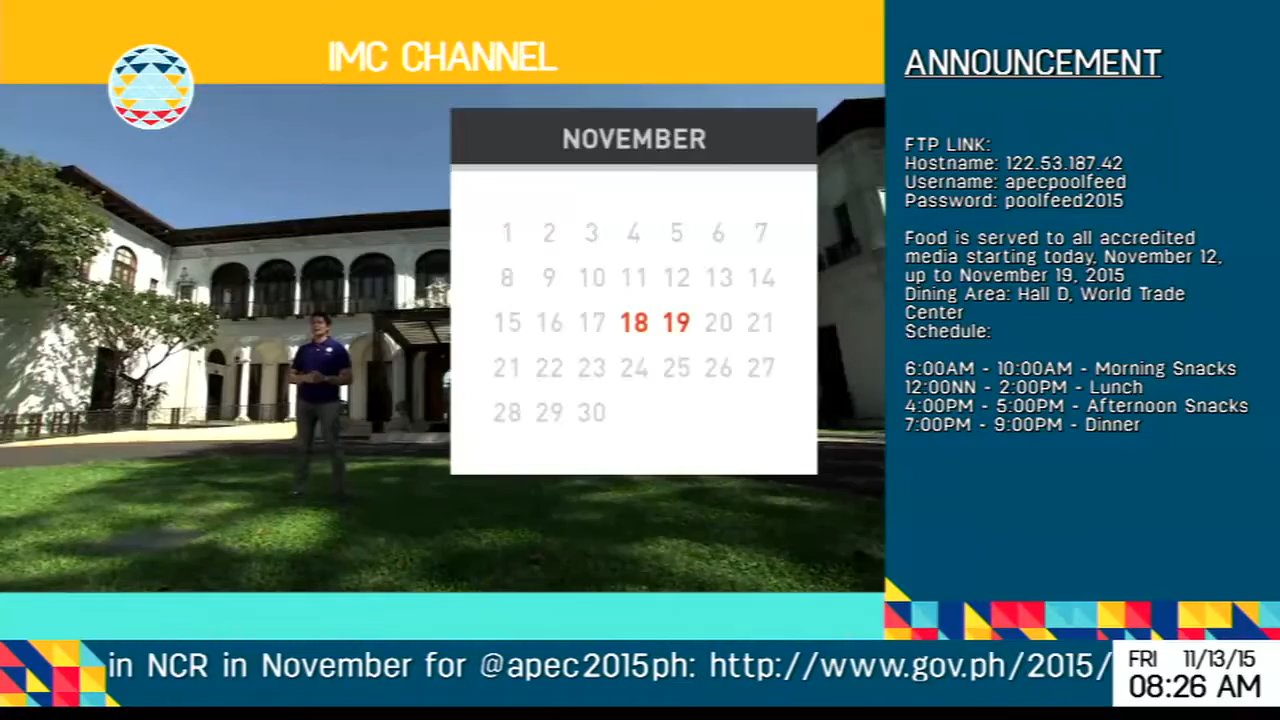 IMC CHANNEL
NOVEMBER
1 2 3 4 5 6 7
8 9 10 11 12 13 14
15 16 17 18 19 20 21
21 22 23 24 25 26 27
28 29 30
ANNOUNCEMENT
FTP LINK:
Hostname: 122.53.187.42
Username: apecpoolfeed
Password: poolfeed2015
Food is served to all accredited
media starting today, November 12,
up to November 19, 2015
Dining Area: Hall D, World Trade
Center
Schedule:
6:00AM - 10:00AM - Morning Snacks
12:00NN - 2:00PM - Lunch
4:00PM - 5:00PM - Afternoon Snacks
7:00PM - 9:00PM - Dinner
in NCR in November for @apec2015ph: http://www.gov.ph/2015/
FRI 11/13/15
08:26 AM